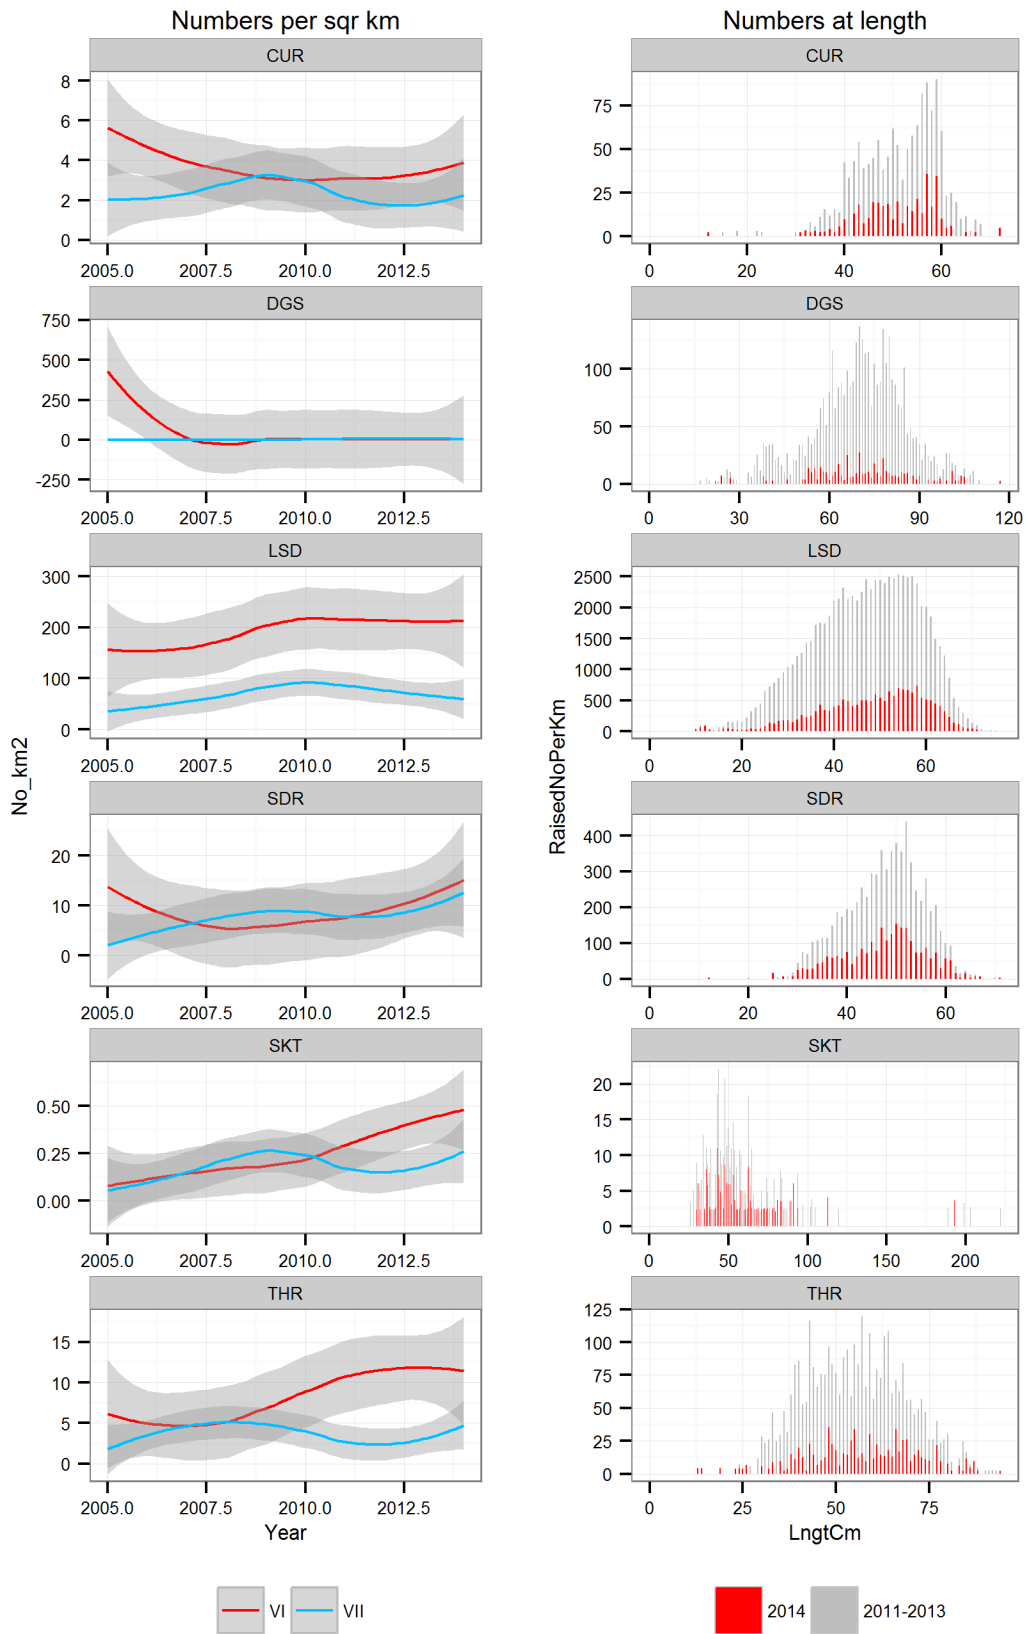 Numbers per sqr km
Numbers at length
CUR
8
6
4
2
0
2005.0 2007.5 2010.0 2012.5
CUR
75
50
25
0
0 20 40 60
DGS
750
500
250
0
-250
2005.0 2007.5 2010.0 2012.5
DGS
100
50
0
0 30 60 90 120
LSD
300
200
100
0
2005.0 2007.5 2010.0 2012.5
LSD
2500
2000
1500
1000
500
0
0 20 40 60
No_km2
RaisedNoPerKm
SDR
20
10
0
2005.0 2007.5 2010.0 2012.5
SDR
400
300
200
100
0
0 20 40 60
SKT
0.50
0.25
0.00
2005.0 2007.5 2010.0 2012.5
SKT
20
15
10
5
0
0 50 100 150 200
THR
15
10
5
0
2005.0 2007.5 2010.0 2012.5
Year
THR
125
100
75
50
25
0
0 25 50 75
LngtCm
VI VII
2014 2011-2013